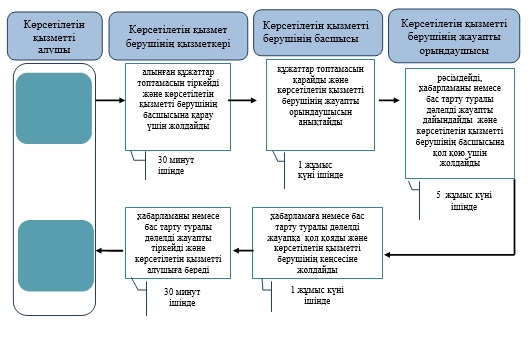 Көрсетілетін
қызметті
алушы
Көрсетілетін қызмет
берушінің қызметкері
Көрсетілетін қызметті
берушінің басшысы
Көрсетілетін қызметті
берушінің жауапты
орындаушысы
алынған құжаттар
топтамасын тіркейді
және көрсетілетін
қызметті берушінің
басшысына қарау
үшін жолдайды
30 минут
ішінде
құжаттар топтамасын
қарайды және
көрсетілетін қызметті
берушінің жауапты
орындаушысын
анықтайды
1 жұмыс
күні ішінде
рәсімдейді,
хабарламаны немесе
бас тарту туралы
дәлелді жауапты
дайындайды және
көрсетілетін қызметті
берушінің басшысына
қол қою үшін
жолдайды
5 жұмыс күні
ішінде
хабарламаны немесе
бас тарту туралы
дәлелді жауапты
тіркейді және
көрсетілетін қызметті
алушыға береді
30 минут
ішінде
хабарламаға немесе бас
тарту туралы дәлелді
жауапқа қол қояды және
көрсетілетін қызметті
берушінің кеңсесіне
жолдайды
1 жұмыс күні
ішінде